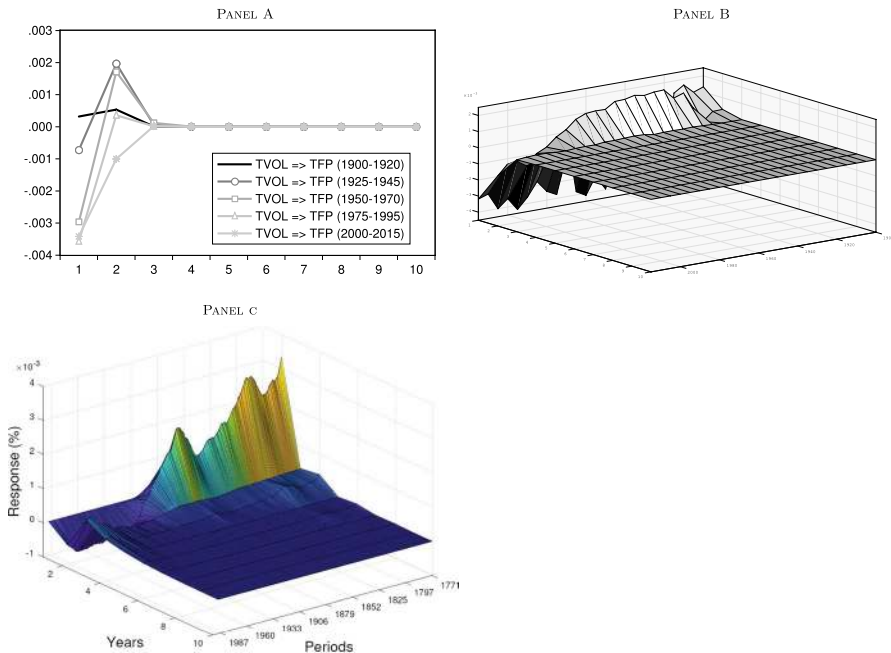 PANEL A
.003
.002
.001
.000
-.001
-.002
-.003
-.004
TVOL => TFP (1900-1920)
TVOL => TFP (1925-1945)
TVOL => TFP (1950-1970)
TVOL => TFP (1975-1995)
TVOL => TFP (2000-2015)
1 2 3 4 5 6 7 8 9 10
PANEL B
PANEL C
×10⁻³
4
3
2
1
0
-1
Response (%)
2
4
6
8
10
Years
1987 1960 1933 1906 1879 1852 1825 1797 1771
Periods